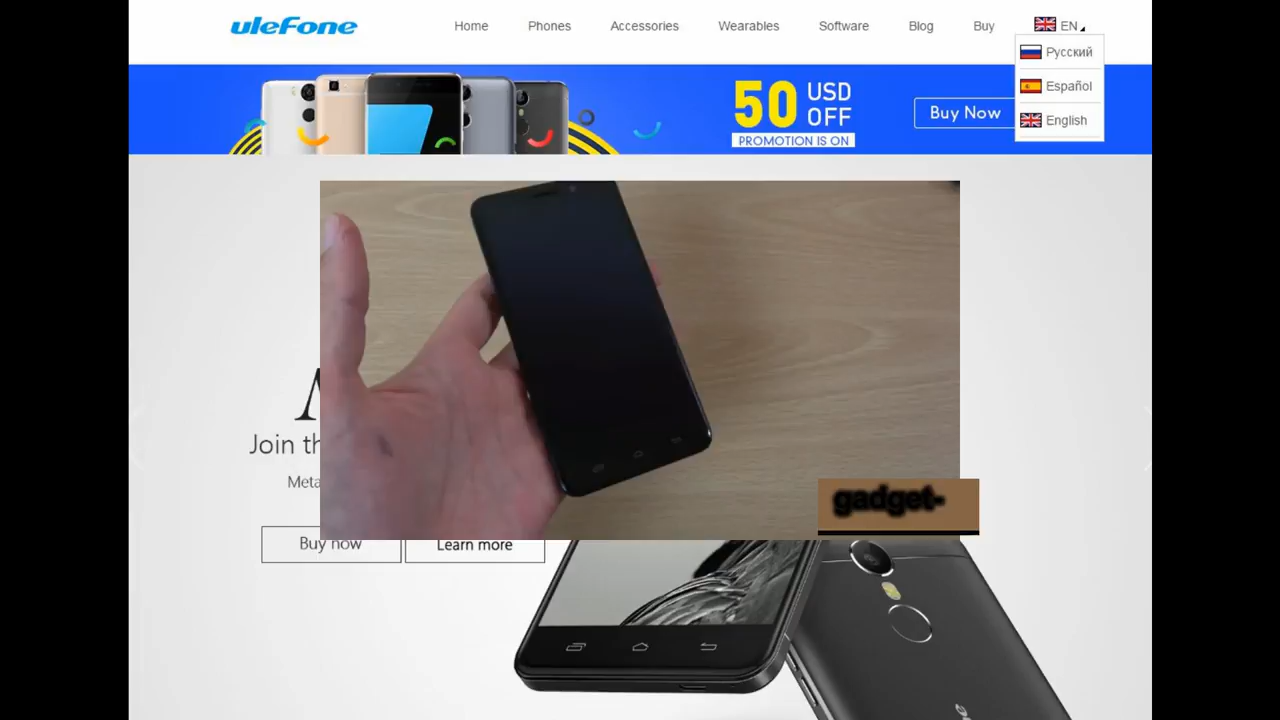 uleFone
Home Phones Accessories Wearables Software Blog Buy EN
Русский
Español
English
50 USD OFF
PROMOTION IS ON
Buy Now
Join th
Meta
gadget-
Buy now Learn more